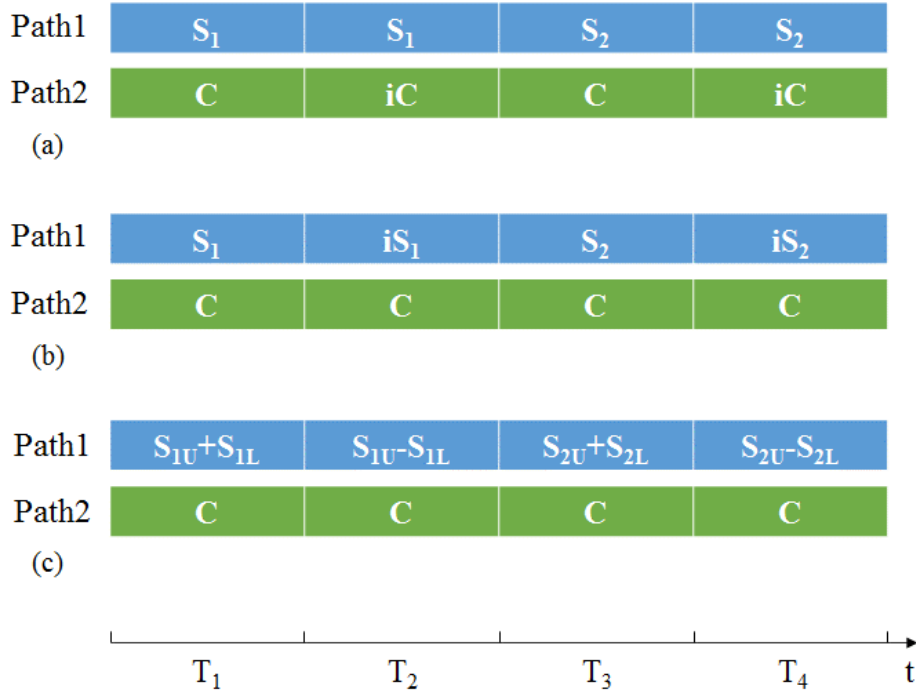 Path1 S₁ S₁ S₂ S₂
Path2 C iC C iC
(a)
Path1 S₁ iS₁ S₂ iS₂
Path2 C C C C
(b)
Path1 S₁U+S₁L S₁U-S₁L S₂U+S₂L S₂U-S₂L
Path2 C C C C
(c)
T₁ T₂ T₃ T₄ t